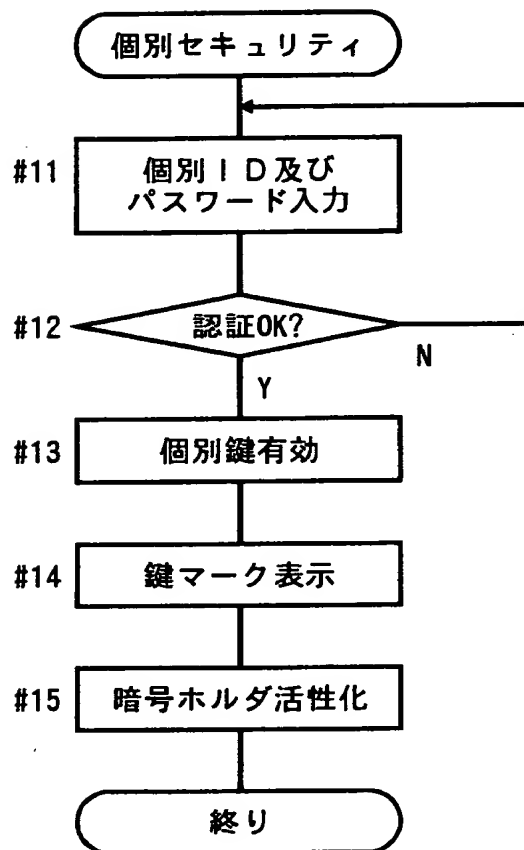 個別セキュリティ
#11
個別ID及び
パスワード入力
#12
認証OK?
N
Y
#13
個別鍵有効
#14
鍵マーク表示
#15
暗号ホルダ活性化
終り